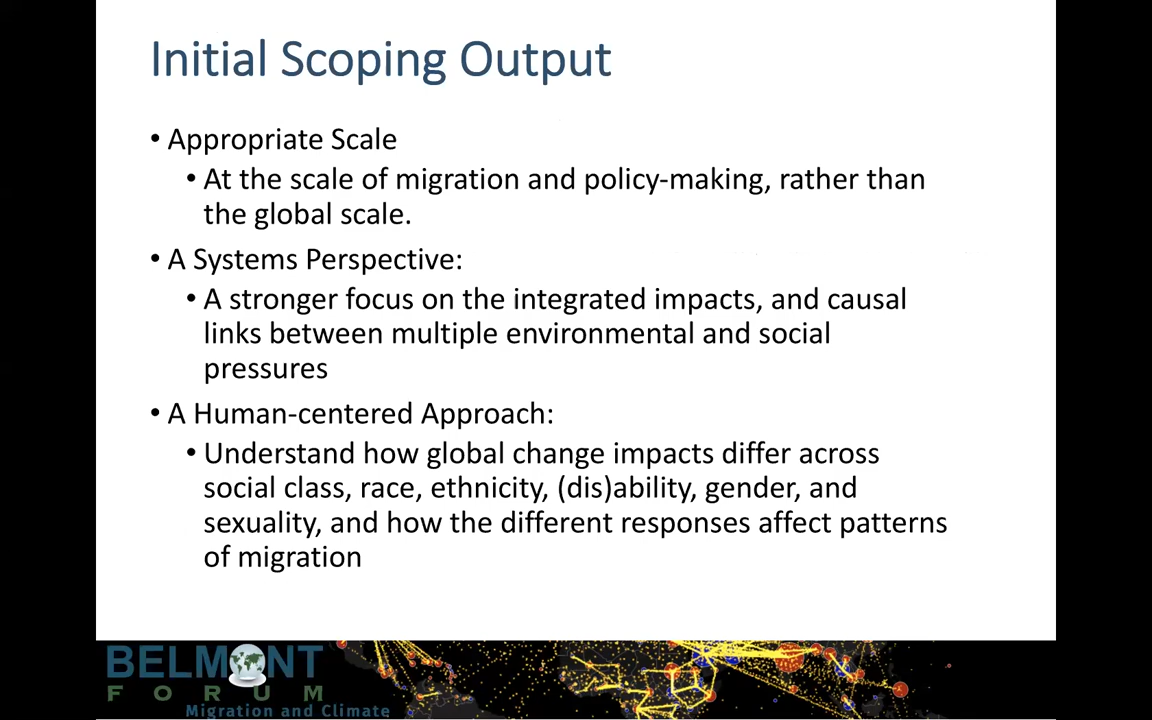 Initial Scoping Output
• Appropriate Scale
• At the scale of migration and policy-making, rather than
the global scale.
• A Systems Perspective:
• A stronger focus on the integrated impacts, and causal
links between multiple environmental and social
pressures
• A Human-centered Approach:
• Understand how global change impacts differ across
social class, race, ethnicity, (dis)ability, gender, and
sexuality, and how the different responses affect patterns
of migration
BELMONT
FORUM
Migration and Climate